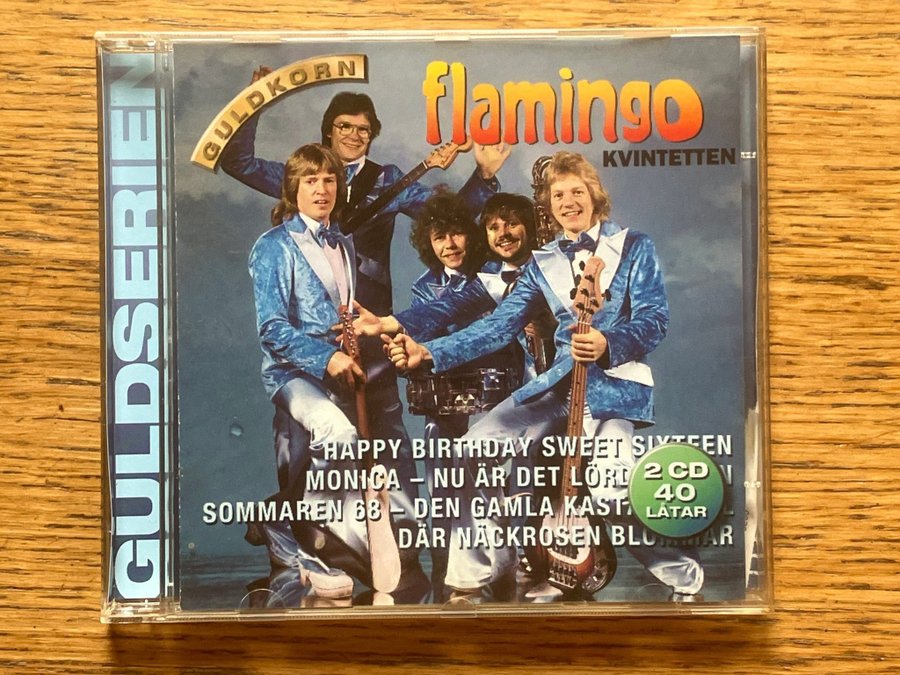 GULDSERIEN
GULDKORN
flamingo
KVINTETTEN
HAPPY BIRTHDAY SWEET SIXTEEN
MONICA – NU ÄR DET
SOMMAREN 68 – DEN GAMLA
DÄR NÄCKROSEN BLOMMAR
2 CD
40
LÅTAR